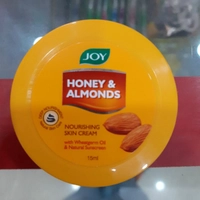 JOY
HONEY &
ALMONDS
NOURISHING
SKIN CREAM
with Wheatgerm Oil
& Natural Sunscreen